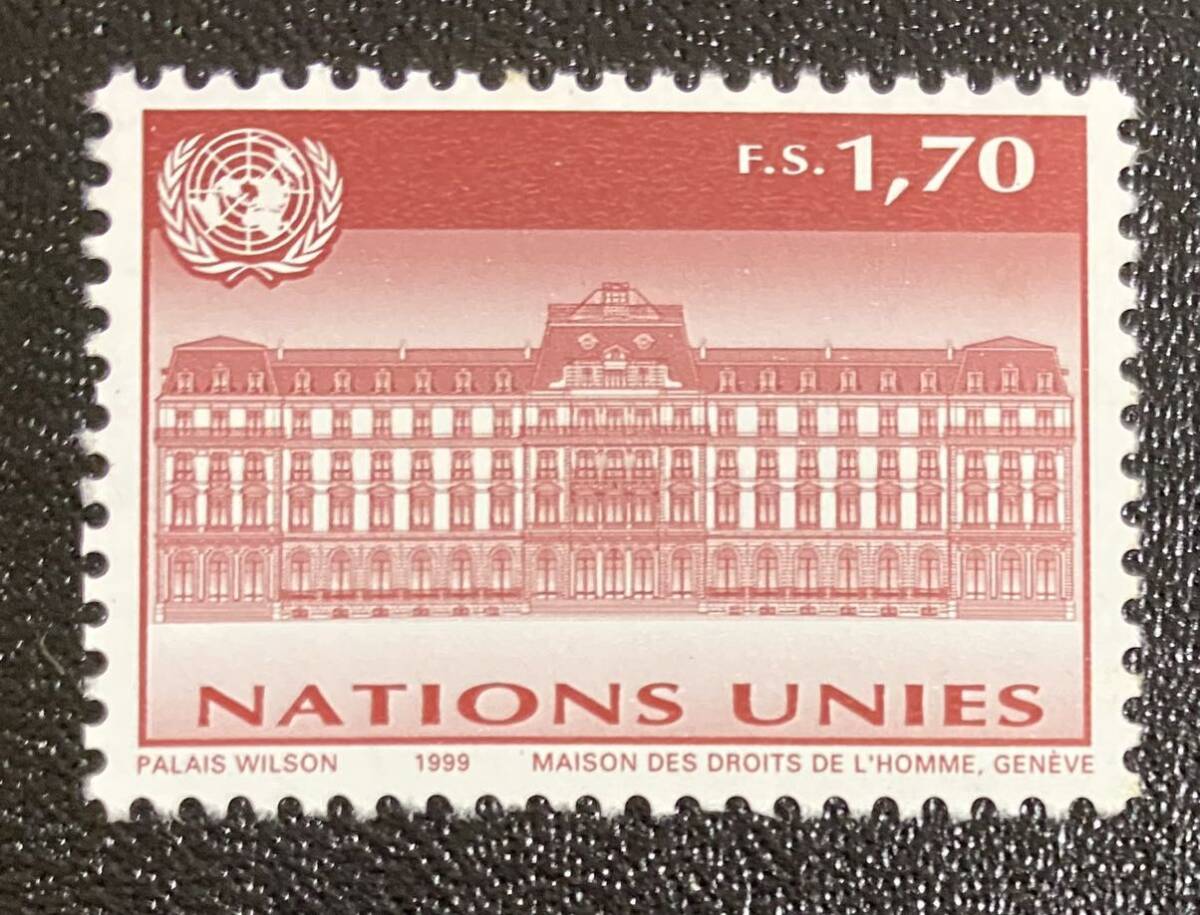 F.S. 1,70
NATIONS UNIES
PALAIS WILSON 1999 MAISON DES DROITS DE L'HOMME, GENÈVE